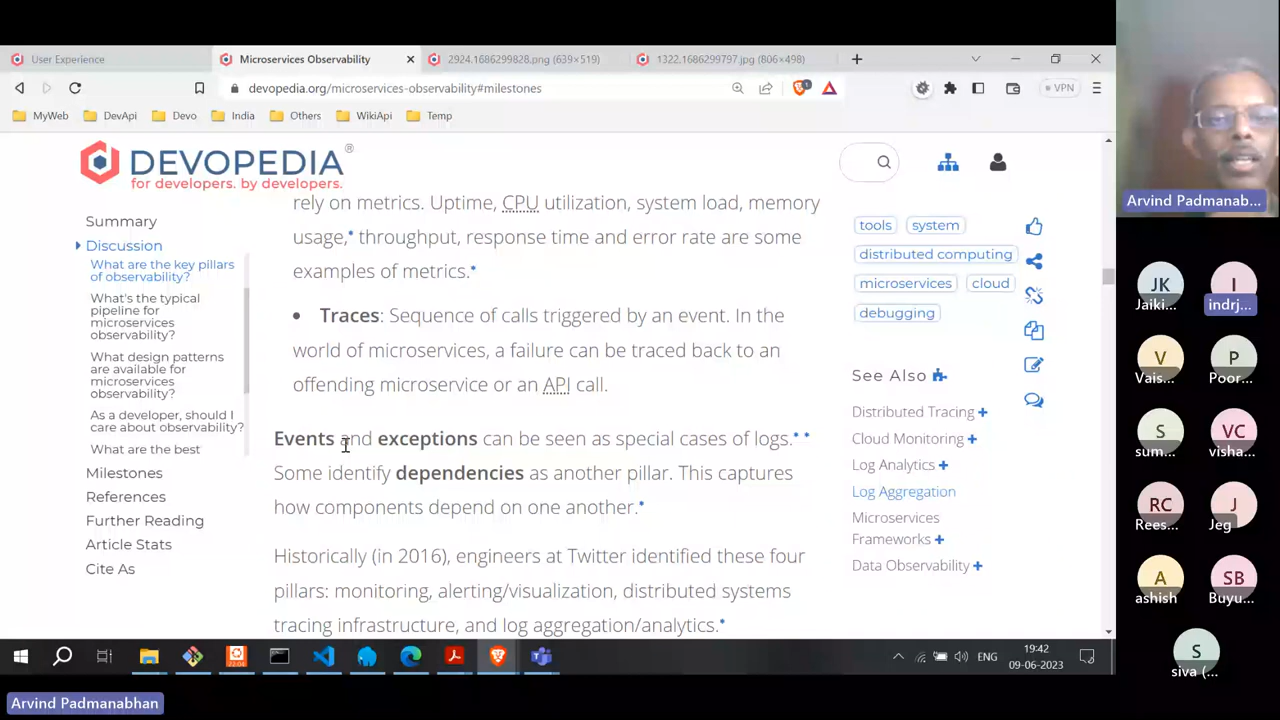 User Experience
Microservices Observability
2924.1686299828.png (639×519)
1322.1686299797.jpg (806×498)
devopedia.org/microservices-observability#milestones
1
VPN
MyWeb
DevApi
Devo
India
Others
WikiApi
Temp
DEVOPEDIA®
for developers. by developers.
Summary
Discussion
What are the key pillars
of observability?
What's the typical
pipeline for
microservices
observability?
What design patterns
are available for
microservices
observability?
As a developer, should I
care about observability?
What are the best
Milestones
References
Further Reading
Article Stats
Cite As
rely on metrics. Uptime, CPU utilization, system load, memory
usage,* throughput, response time and error rate are some
examples of metrics.*
• Traces: Sequence of calls triggered by an event. In the
world of microservices, a failure can be traced back to an
offending microservice or an API call.
Events and exceptions can be seen as special cases of logs.* *
Some identify dependencies as another pillar. This captures
how components depend on one another.*
Historically (in 2016), engineers at Twitter identified these four
pillars: monitoring, alerting/visualization, distributed systems
tracing infrastructure, and log aggregation/analytics.*
tools
system
distributed computing
microservices
cloud
debugging
See Also
Distributed Tracing +
Cloud Monitoring +
Log Analytics +
Log Aggregation
Microservices
Frameworks +
Data Observability +
22.04
ENG
19:42
09-06-2023
Arvind Padmanab...
JK
Jaiki...
I
indrj...
V
Vais...
P
Poor...
S
sum...
VC
visha...
RC
Rees...
J
Jeg
A
ashish
SB
Buyu...
S
siva (...
Arvind Padmanabhan